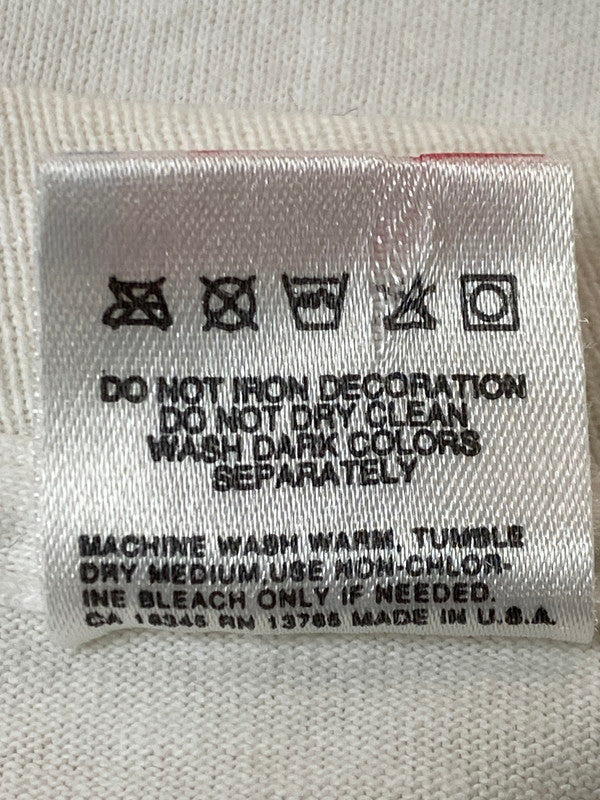 DO NOT IRON DECORATION
DO NOT DRY CLEAN
WASH DARK COLORS
SEPARATELY
MACHINE WASH WARM, TUMBLE
DRY MEDIUM,USE NON-CHLOR-
INE BLEACH ONLY IF NEEDED.
CA 19345 RN 13765 MADE IN U.S.A.